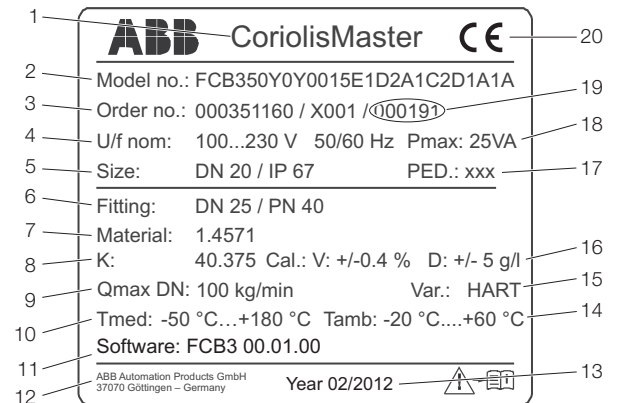 1 ABB CoriolisMaster CE 20
2 Model no.: FCB350Y0Y0015E1D2A1C2D1A1A
3 Order no.: 000351160 / X001 / 000191 19
4 U/f nom: 100...230 V 50/60 Hz Pmax: 25VA 18
5 Size: DN 20 / IP 67 PED.: xxx 17
6 Fitting: DN 25 / PN 40
7 Material: 1.4571
8 K: 40.375 Cal.: V: +/-0.4 % D: +/- 5 g/l 16
9 Qmax DN: 100 kg/min Var.: HART 15
10 Tmed: -50 °C...+180 °C Tamb: -20 °C....+60 °C 14
11 Software: FCB3 00.01.00
12 ABB Automation Products GmbH
37070 Göttingen – Germany
Year 02/2012 13